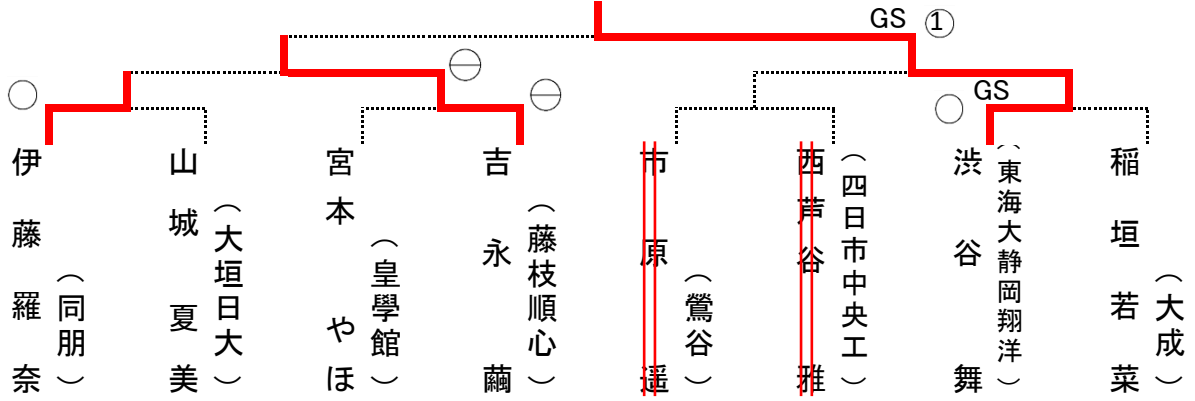 GS ①
GS
伊藤羅奈
(同朋)
山城夏美
(大垣日大)
宮本やほ
(皇學館)
吉永繭
(藤枝順心)
市原遥
(鶯谷)
西芦谷雅
(四日市中央工)
渋谷舞
(東海大静岡翔洋)
稲垣若菜
(大成)